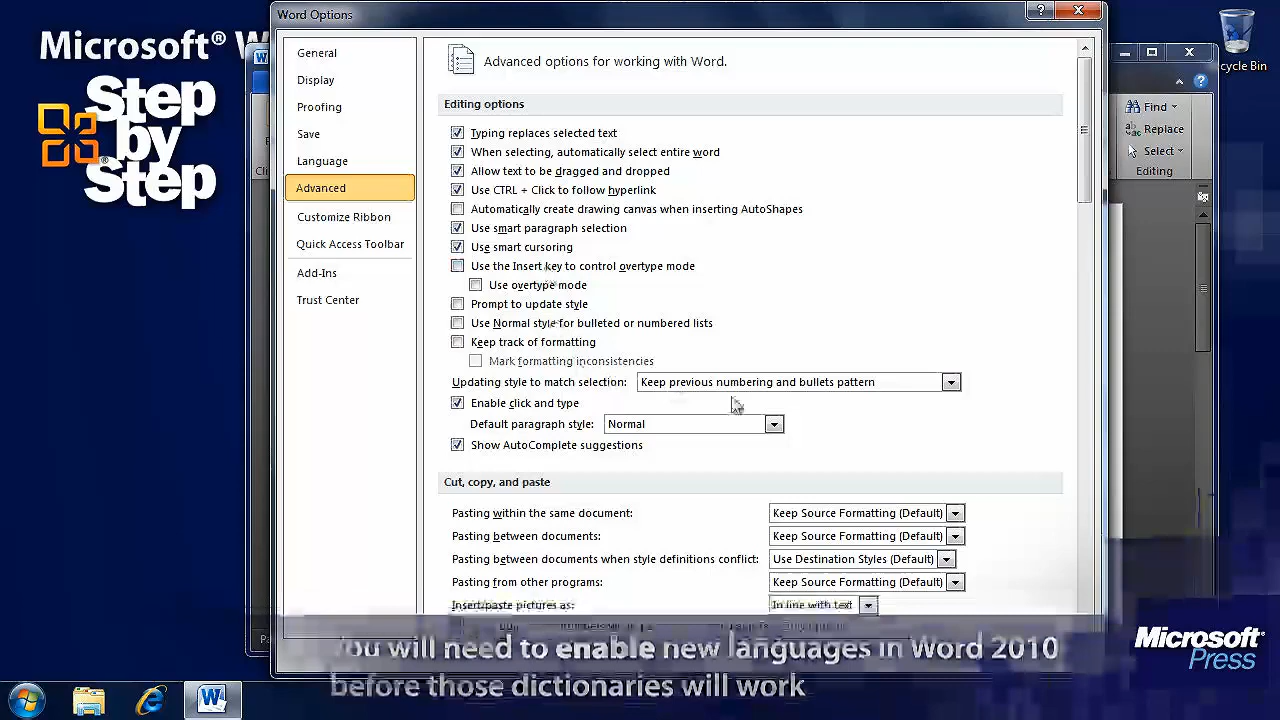 Word Options
Microsoft® W
Step
by
Step
®
General
Display
Proofing
Save
Language
Advanced
Customize Ribbon
Quick Access Toolbar
Add-Ins
Trust Center
Advanced options for working with Word.
Editing options
Typing replaces selected text
When selecting, automatically select entire word
Allow text to be dragged and dropped
Use CTRL + Click to follow hyperlink
Automatically create drawing canvas when inserting AutoShapes
Use smart paragraph selection
Use smart cursoring
Use the Insert key to control overtype mode
Use overtype mode
Prompt to update style
Use Normal style for bulleted or numbered lists
Keep track of formatting
Mark formatting inconsistencies
Updating style to match selection: Keep previous numbering and bullets pattern
Enable click and type
Default paragraph style: Normal
Show AutoComplete suggestions
Cut, copy, and paste
Pasting within the same document: Keep Source Formatting (Default)
Pasting between documents: Keep Source Formatting (Default)
Pasting between documents when style definitions conflict: Use Destination Styles (Default)
Pasting from other programs: Keep Source Formatting (Default)
Insert/paste pictures as: In line with text
cycle Bin
Find
Replace
Select
Editing
You will need to enable new languages in Word 2010
before those dictionaries will work
Microsoft®
Press